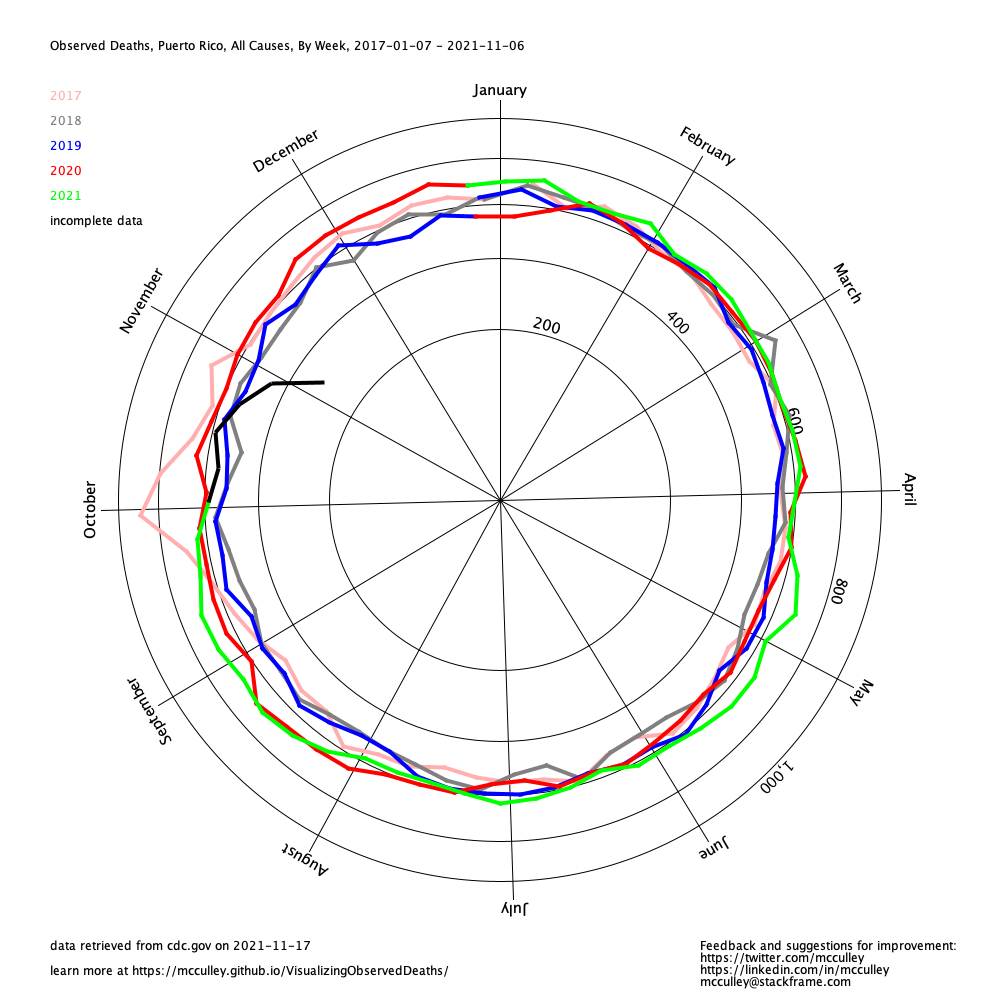 Observed Deaths, Puerto Rico, All Causes, By Week, 2017-01-07 - 2021-11-06
2017
2018
2019
2020
2021
incomplete data
January
February
March
April
May
June
July
August
September
October
November
December
200
400
600
800
1,000
data retrieved from cdc.gov on 2021-11-17
learn more at https://mcculley.github.io/VisualizingObservedDeaths/
Feedback and suggestions for improvement:
https://twitter.com/mcculley
https://linkedin.com/in/mcculley
mcculley@stackframe.com